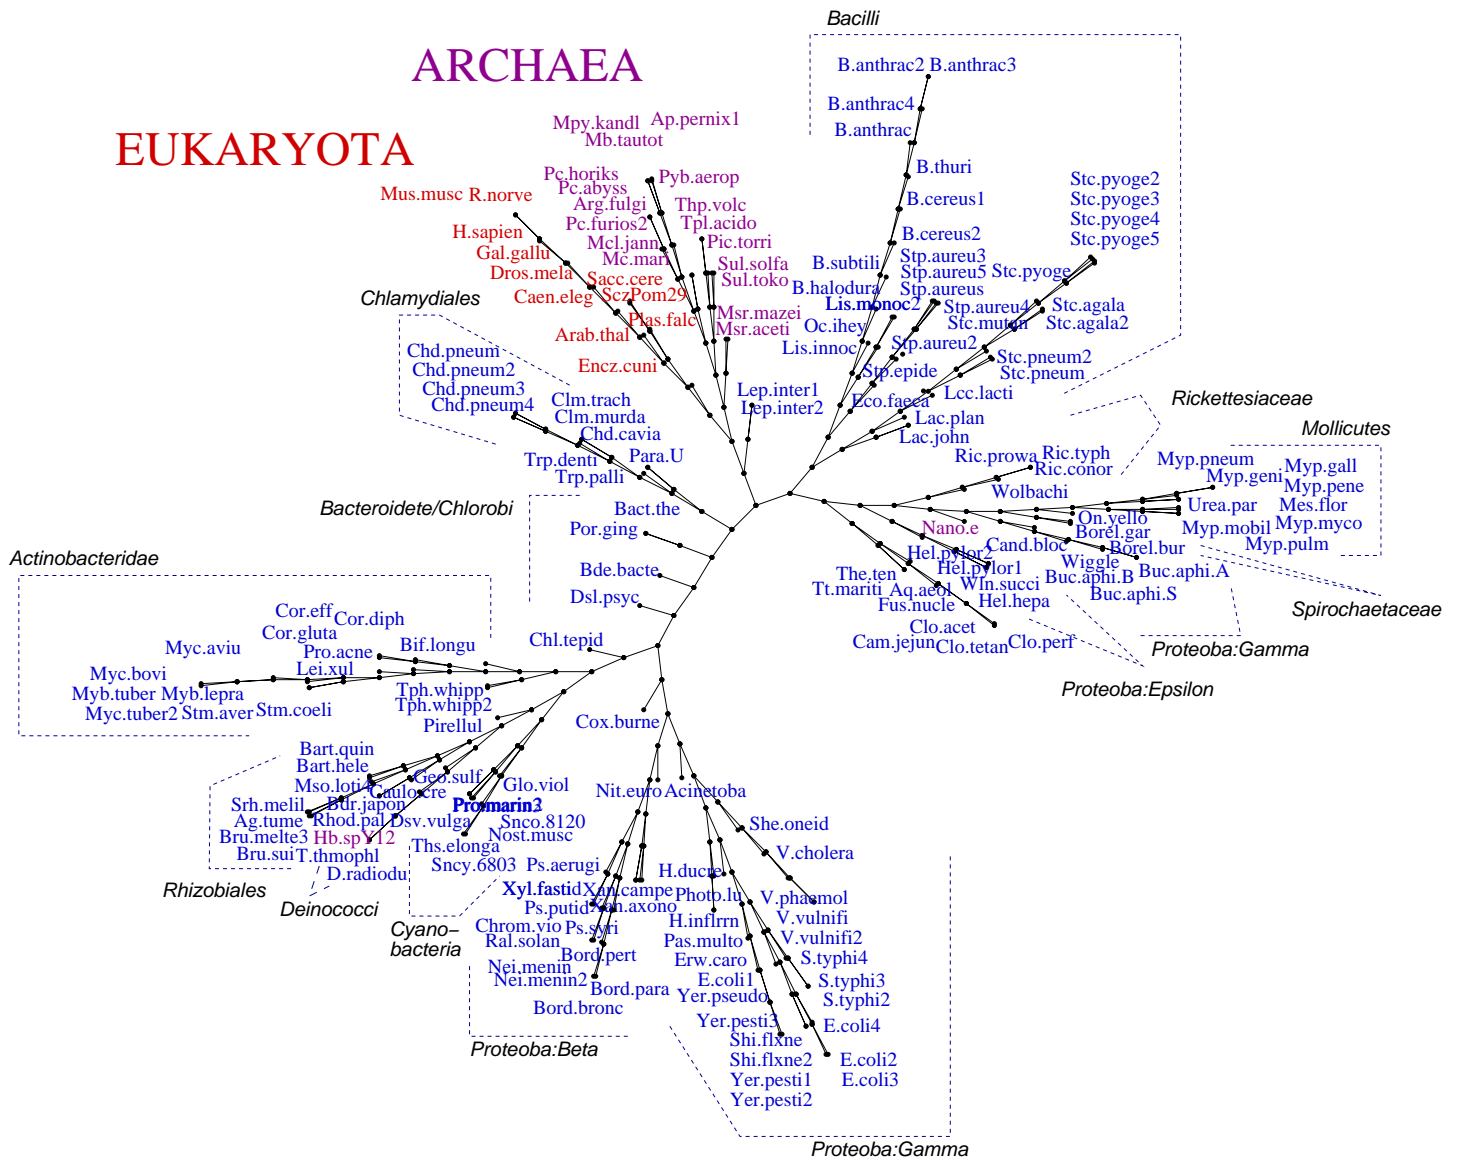 Bacilli
ARCHAEA
EUKARYOTA
B.anthrac2 B.anthrac3
B.anthrac4
B.anthrac
B.thuri
B.cereus1
B.cereus2
B.subtili
B.halodura
Lis.monoc2
Oc.ihey
Lis.innoc
Stp.aureu3
Stp.aureu5
Stp.aureus
Stp.aureu4
Stp.aureu2
Stp.epide
Stc.pyoge2
Stc.pyoge3
Stc.pyoge4
Stc.pyoge5
Stc.pyoge
Stc.agala
Stc.agala2
Stc.mutan
Stc.pneum2
Stc.pneum
Lcc.lacti
Eco.faeca
Lac.plan
Lac.john
Mpy.kandl
Ap.pernix1
Mb.tautot
Pc.horiks
Pc.abyss
Pyb.aerop
Arg.fulgi
Thp.volc
Pc.furios2
Tpl.acido
Mcl.jann
Pic.torri
Mc.mari
Sul.solfa
Sul.toko
Msr.mazei
Msr.aceti
Mus.musc R.norve
H.sapien
Gal.gallu
Dros.mela
Sacc.cere
Caen.eleg
SczPom29
Plas.falc
Arab.thal
Encz.cuni
Lep.inter1
Lep.inter2
Chlamydiales
Chd.pneum
Chd.pneum2
Chd.pneum3
Chd.pneum4
Clm.trach
Clm.murda
Chd.cavia
Trp.denti
Trp.palli
Para.U
Bacteroidete/Chlorobi
Bact.the
Por.ging
Bde.bacte
Dsl.psyc
Chl.tepid
Rickettesiaceae
Ric.prowa
Ric.typh
Ric.conor
Wolbachi
Mollicutes
Myp.pneum
Myp.geni
Myp.gall
Myp.pene
Urea.par
Mes.flor
Myp.mobil
Myp.myco
Myp.pulm
On.yello
Borel.gar
Borel.bur
Nano.e
Cand.bloc
Wiggle
Buc.aphi.B
Buc.aphi.A
Buc.aphi.S
Spirochaetaceae
Proteoba:Gamma
Hel.pylor2
Hel.pylor1
Wln.succi
Hel.hepa
The.ten
Tt.mariti
Aq.aeol
Fus.nucle
Clo.acet
Cam.jejun
Clo.tetan
Clo.perf
Proteoba:Epsilon
Actinobacteridae
Cor.eff
Cor.diph
Cor.gluta
Myc.aviu
Pro.acne
Bif.longu
Lei.xul
Myc.bovi
Myb.tuber
Myb.lepra
Myc.tuber2
Stm.aver
Stm.coeli
Tph.whipp
Tph.whipp2
Pirellul
Cox.burne
Bart.quin
Bart.hele
Mso.loti4
Geo.sulf
Caulo.cre
Srh.melil
Bdr.japon
Ag.tume
Rhod.pal
Dsv.vulga
Bru.melte3
Hb.spY12
Bru.sui
T.thmophl
D.radiodu
Rhizobiales
Deinococci
Glo.viol
Snco.8120
Nost.musc
Ths.elonga
Sncy.6803
Cyano−
bacteria
Nit.euro
Acinetoba
Ps.aerugi
Xyl.fastid
Xan.campe
Ps.putid
Xan.axono
Chrom.vio
Ps.syri
Ral.solan
Bord.pert
Nei.menin
Nei.menin2
Bord.para
Bord.bronc
Proteoba:Beta
She.oneid
V.cholera
H.ducre
Photo.lu
V.phaemol
H.inflrrn
V.vulnifi
Pas.multo
V.vulnifi2
Erw.caro
S.typhi4
E.coli1
S.typhi3
Yer.pseudo
S.typhi2
Yer.pesti3
E.coli4
Shi.flxne
Shi.flxne2
E.coli2
Yer.pesti1
E.coli3
Yer.pesti2
Proteoba:Gamma